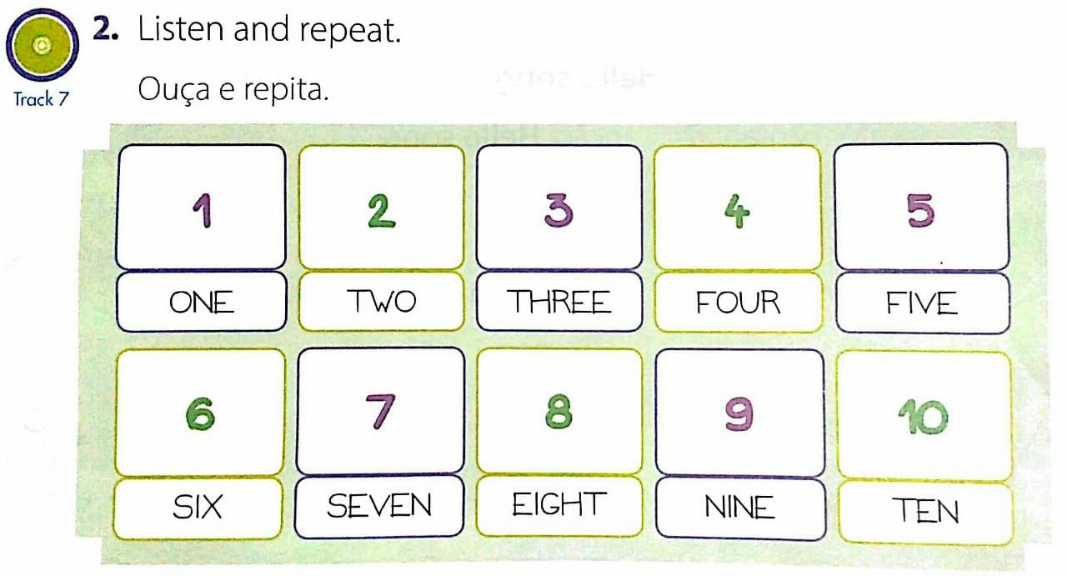 2. Listen and repeat.
Ouça e repita.
Track 7
1 2 3 4 5
ONE TWO THREE FOUR FIVE
6 7 8 9 10
SIX SEVEN EIGHT NINE TEN